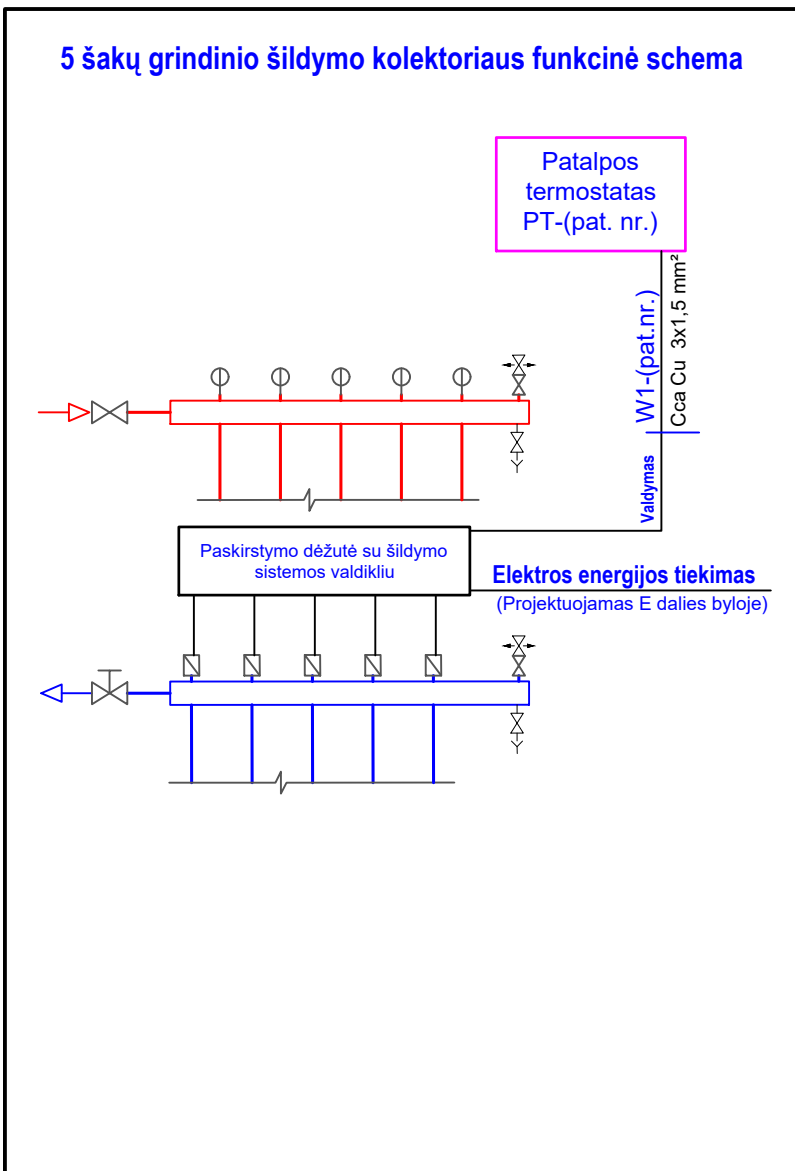 5 šakų grindinio šildymo kolektoriaus funkcinė schema
Patalpos
termostatas
PT-(pat. nr.)
W1-(pat.nr.)
Cca Cu 3x1,5 mm²
Valdymas
Paskirstymo dėžutė su šildymo
sistemos valdikliu
Elektros energijos tiekimas
(Projektuojamas E dalies byloje)